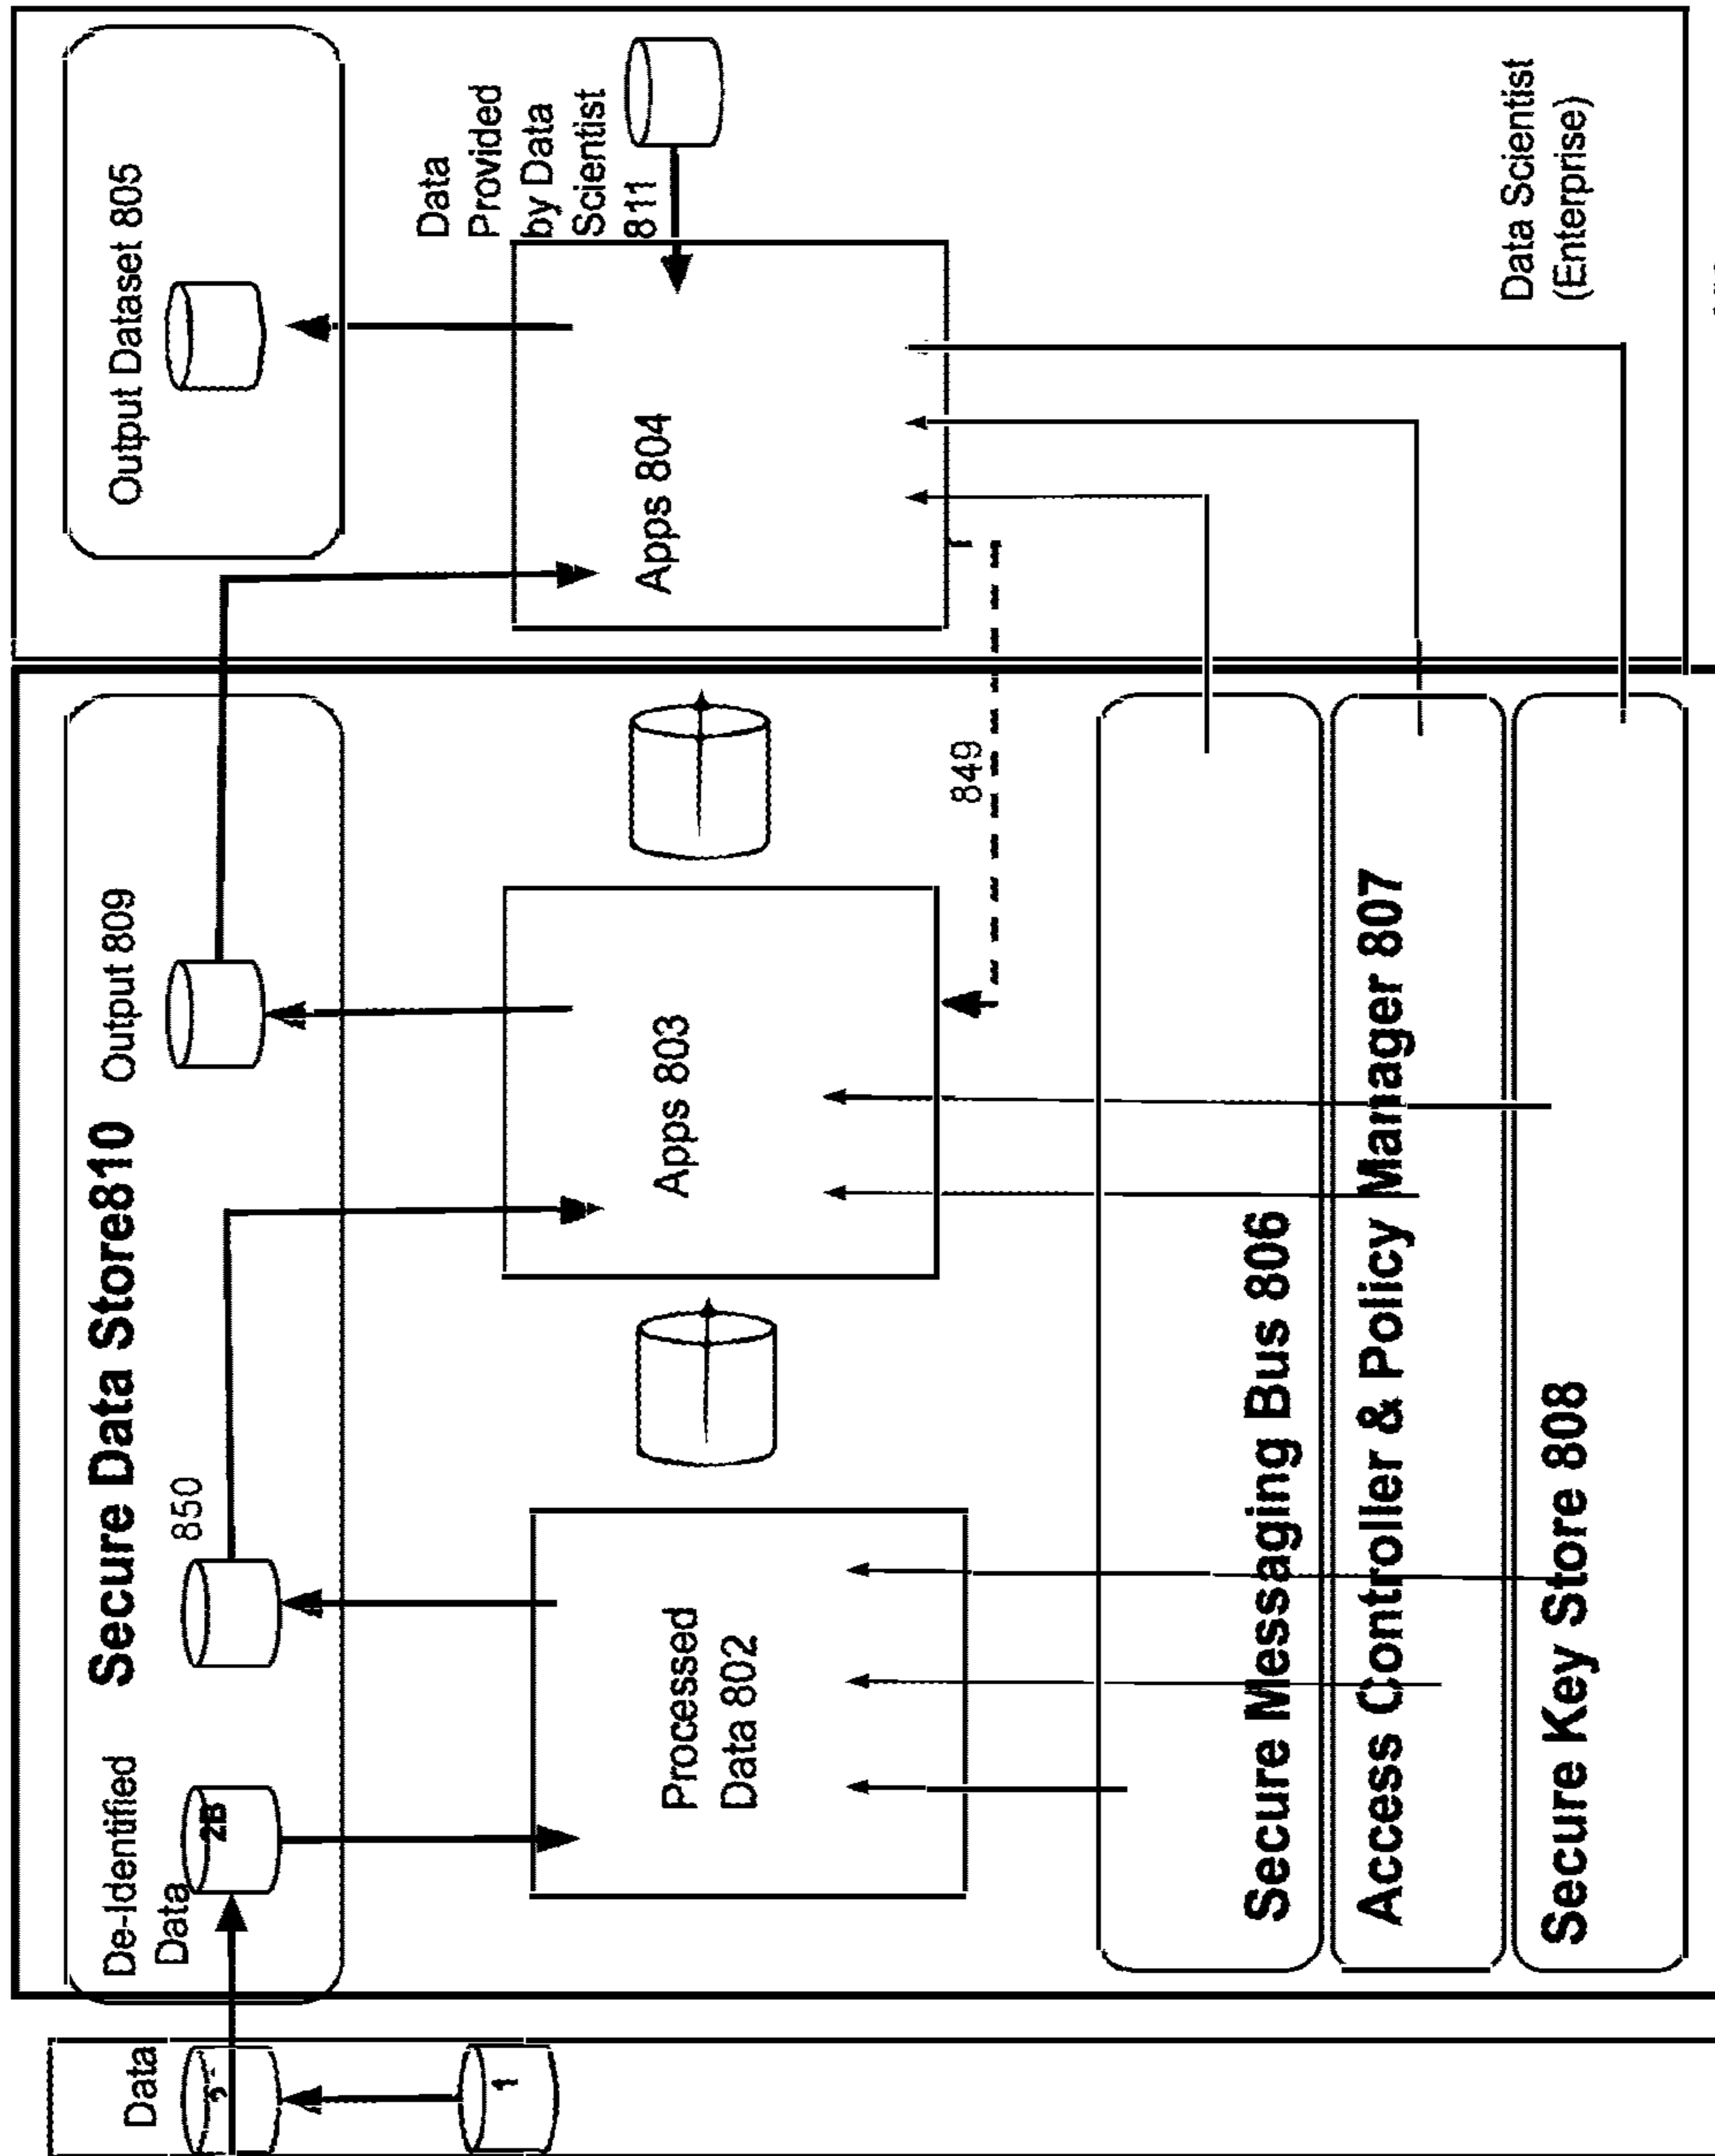 Data
1
De-Identified
Data
2B
Secure Data Store810
850
Output 809
Output Dataset 805
Processed
Data 802
Apps 803
Apps 804
Data
Provided
by Data
Scientist
811
849
Secure Messaging Bus 806
Access Controller & Policy Manager 807
Secure Key Store 808
Data Scientist
(Enterprise)